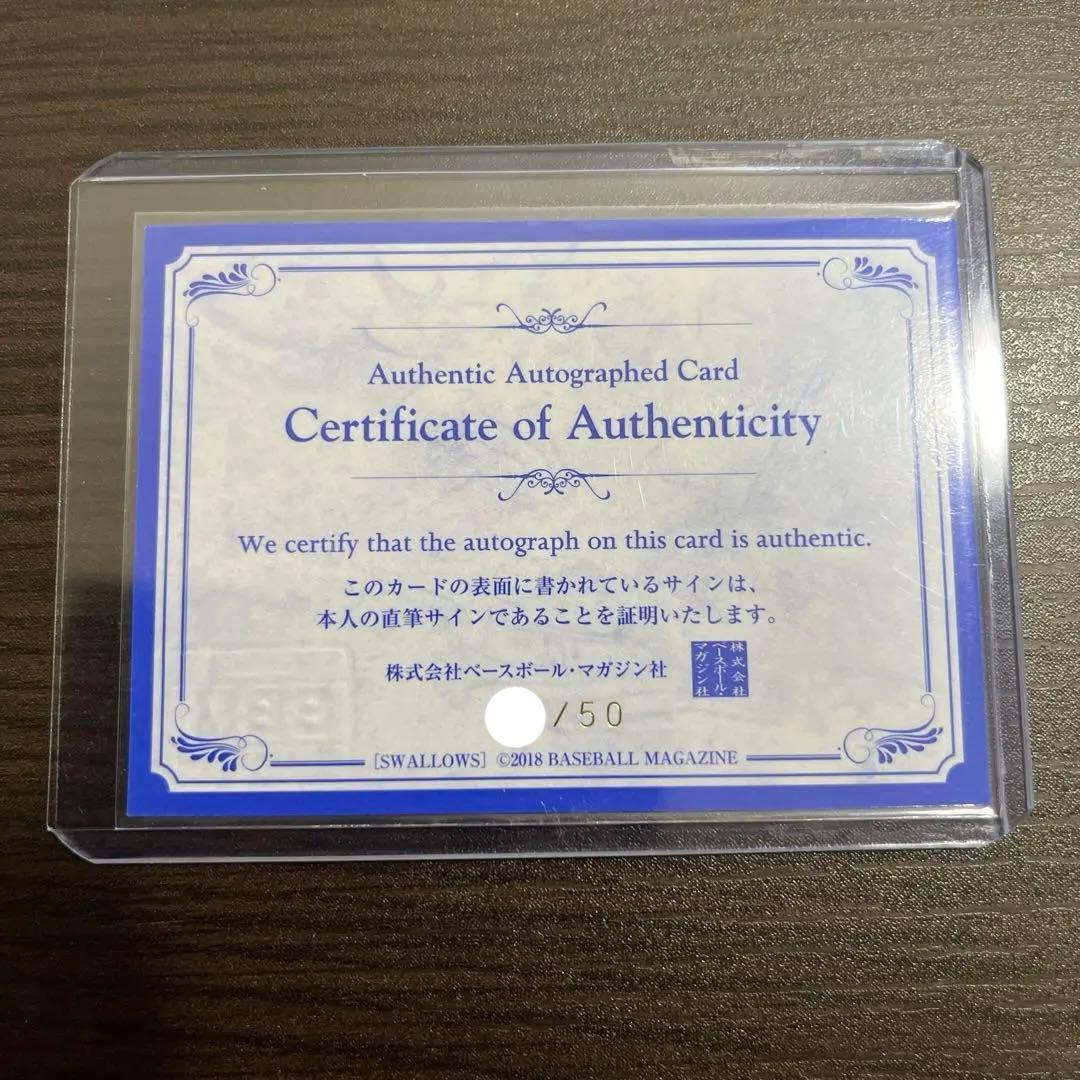 Authentic Autographed Card
Certificate of Authenticity
We certify that the autograph on this card is authentic.
このカードの表面に書かれているサインは、
本人の直筆サインであることを証明いたします。
株式会社ベースボール・マガジン社
株式会社
ベースボール・
マガジン社
/50
[SWALLOWS] ©2018 BASEBALL MAGAZINE